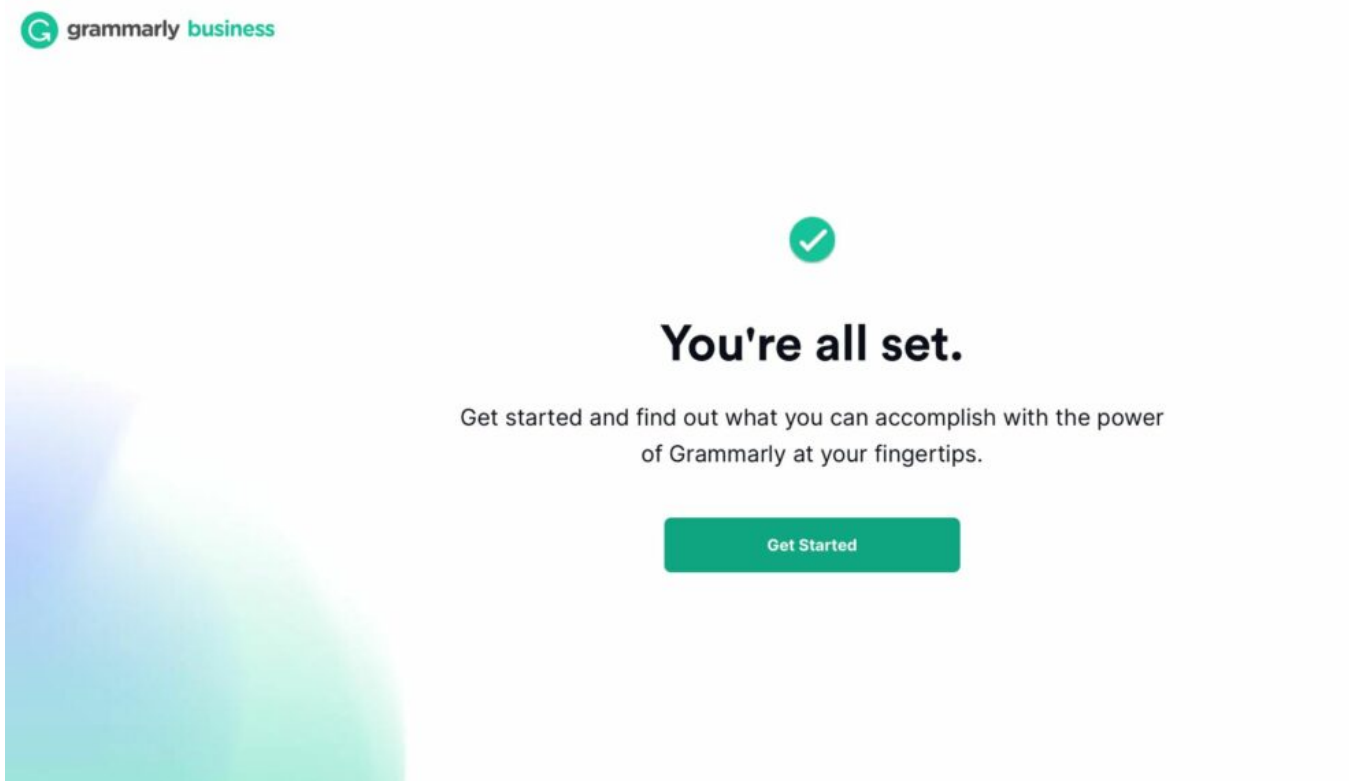 grammarly business
You're all set.
Get started and find out what you can accomplish with the power
of Grammarly at your fingertips.
Get Started